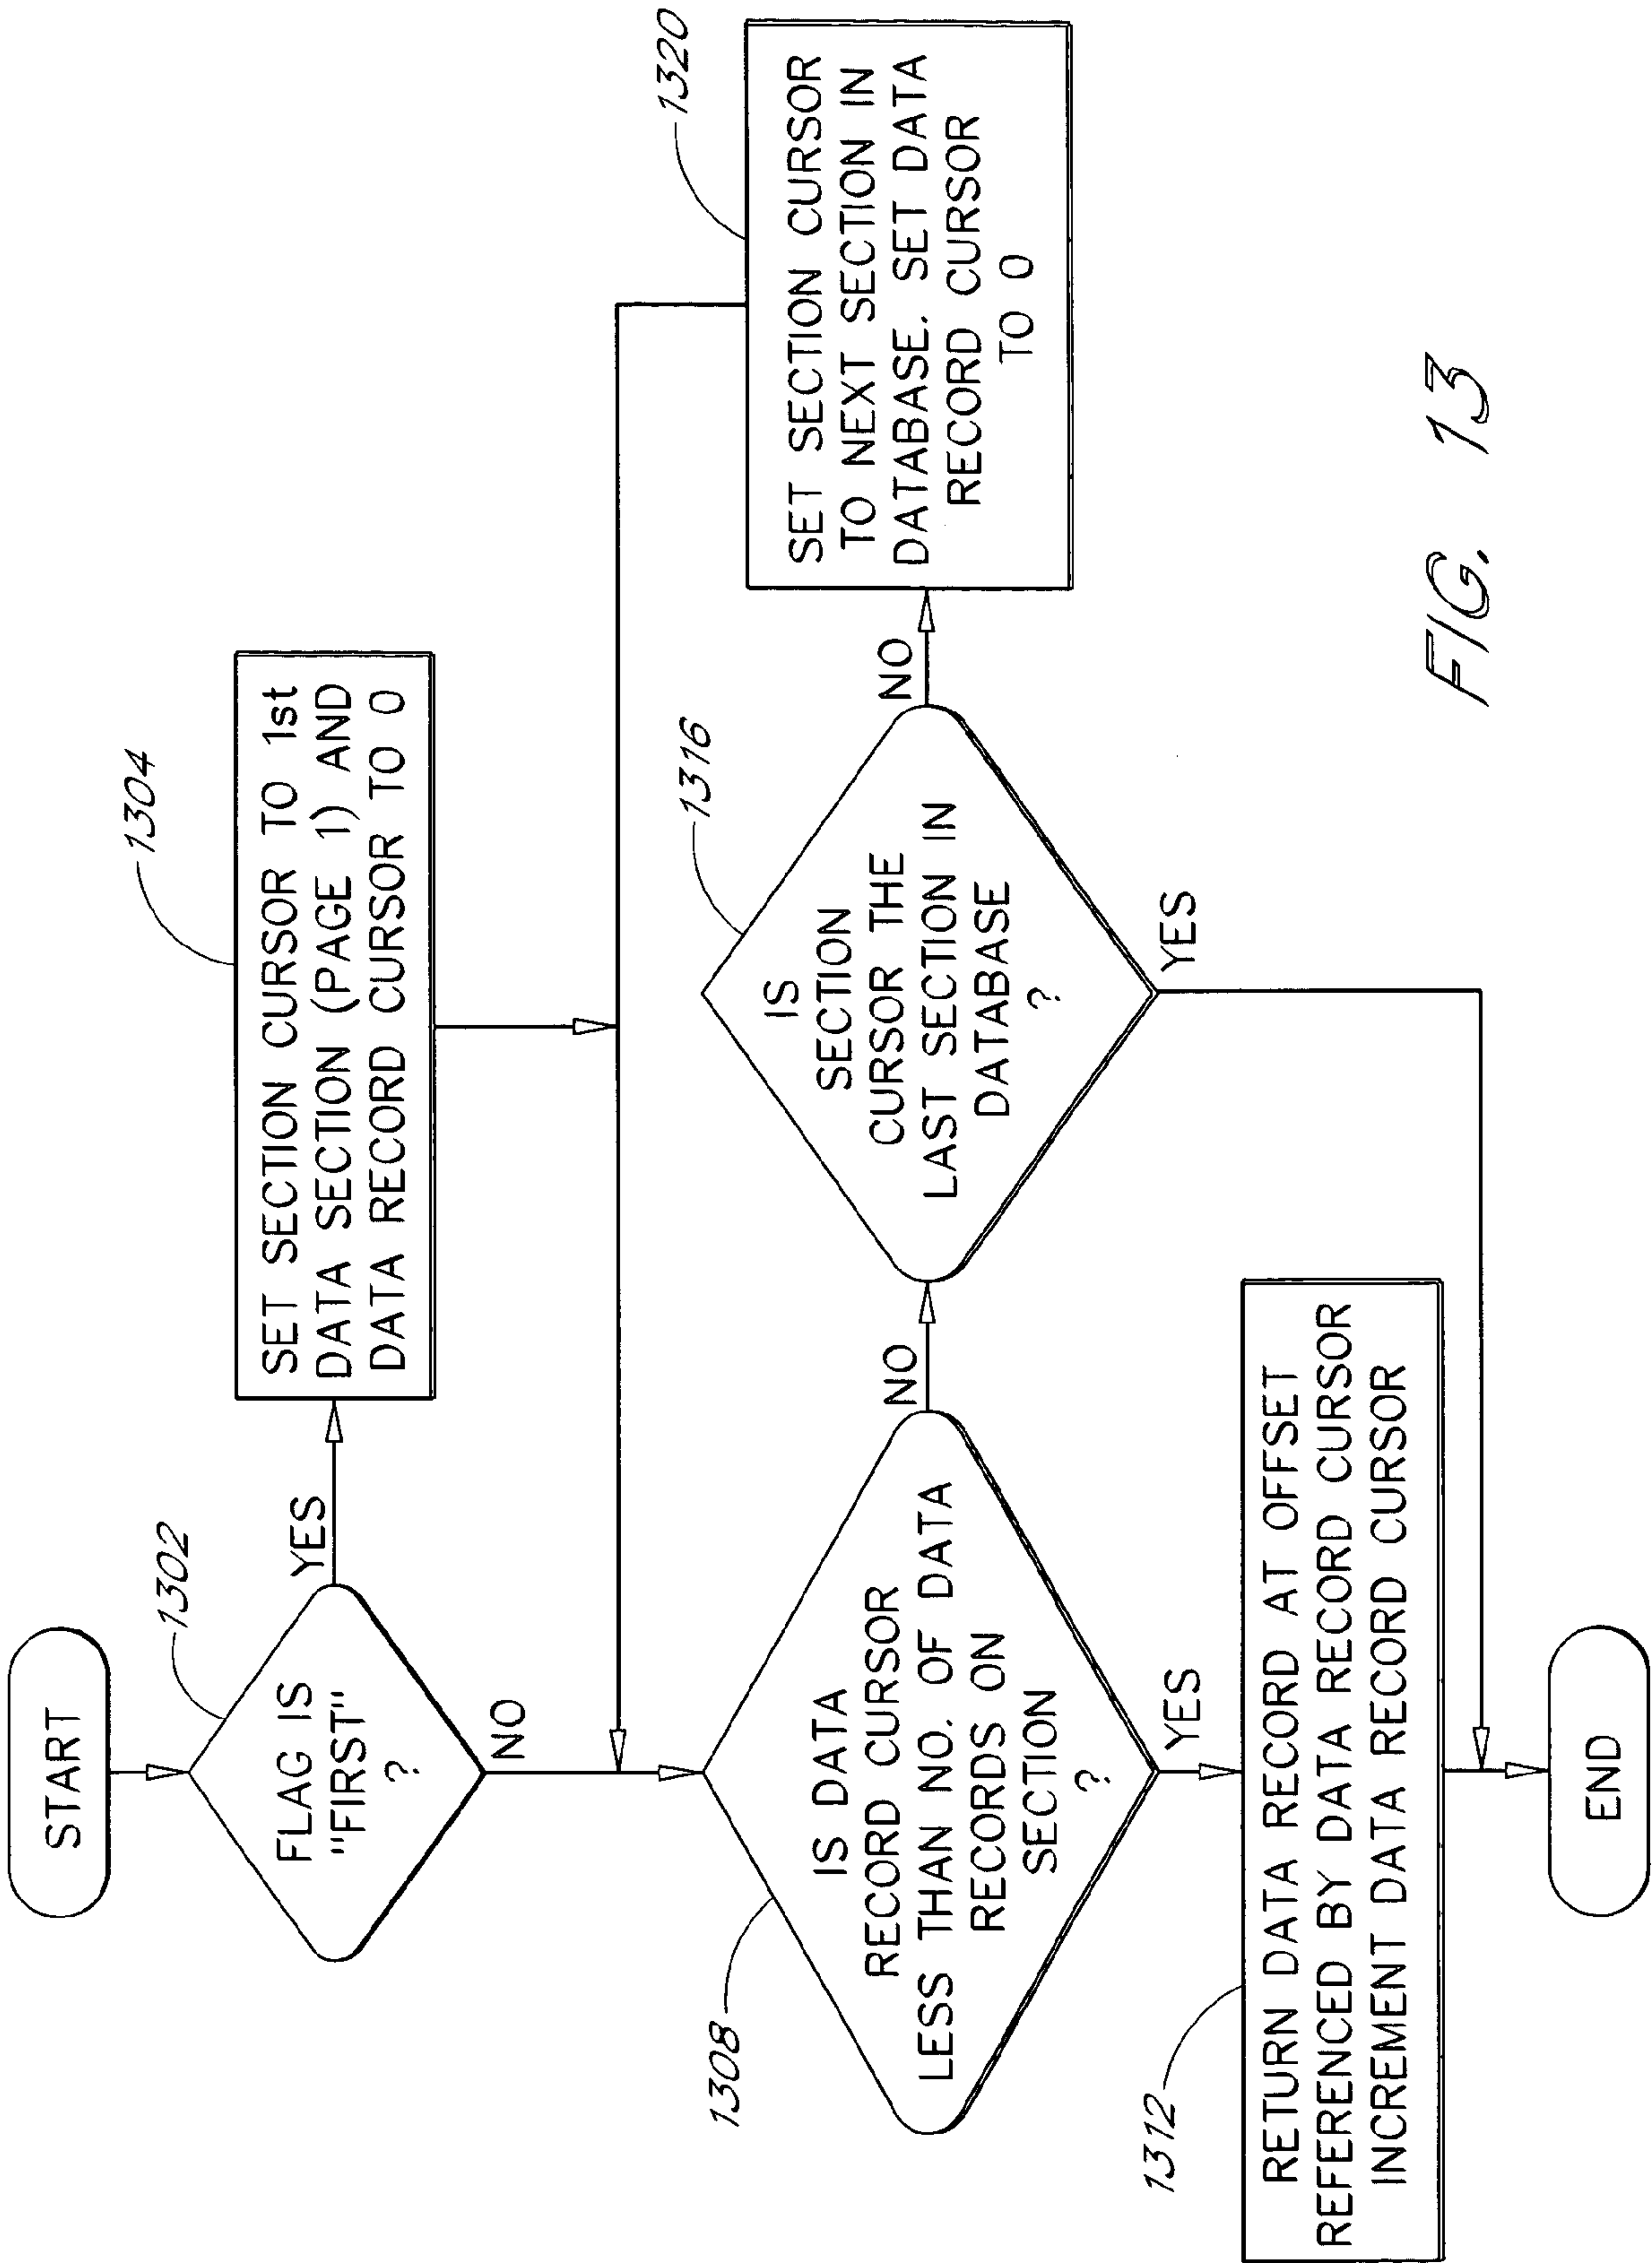 START
1302
FLAG IS
"FIRST"
?
YES
NO
1304
SET SECTION CURSOR TO 1st
DATA SECTION (PAGE 1) AND
DATA RECORD CURSOR TO 0
1308
IS DATA
RECORD CURSOR
LESS THAN NO. OF DATA
RECORDS ON
SECTION
?
NO
YES
1316
IS
SECTION
CURSOR THE
LAST SECTION IN
DATABASE
?
NO
YES
1320
SET SECTION CURSOR
TO NEXT SECTION IN
DATABASE. SET DATA
RECORD CURSOR
TO 0
1312
RETURN DATA RECORD AT OFFSET
REFERENCED BY DATA RECORD CURSOR
INCREMENT DATA RECORD CURSOR
END
FIG. 13